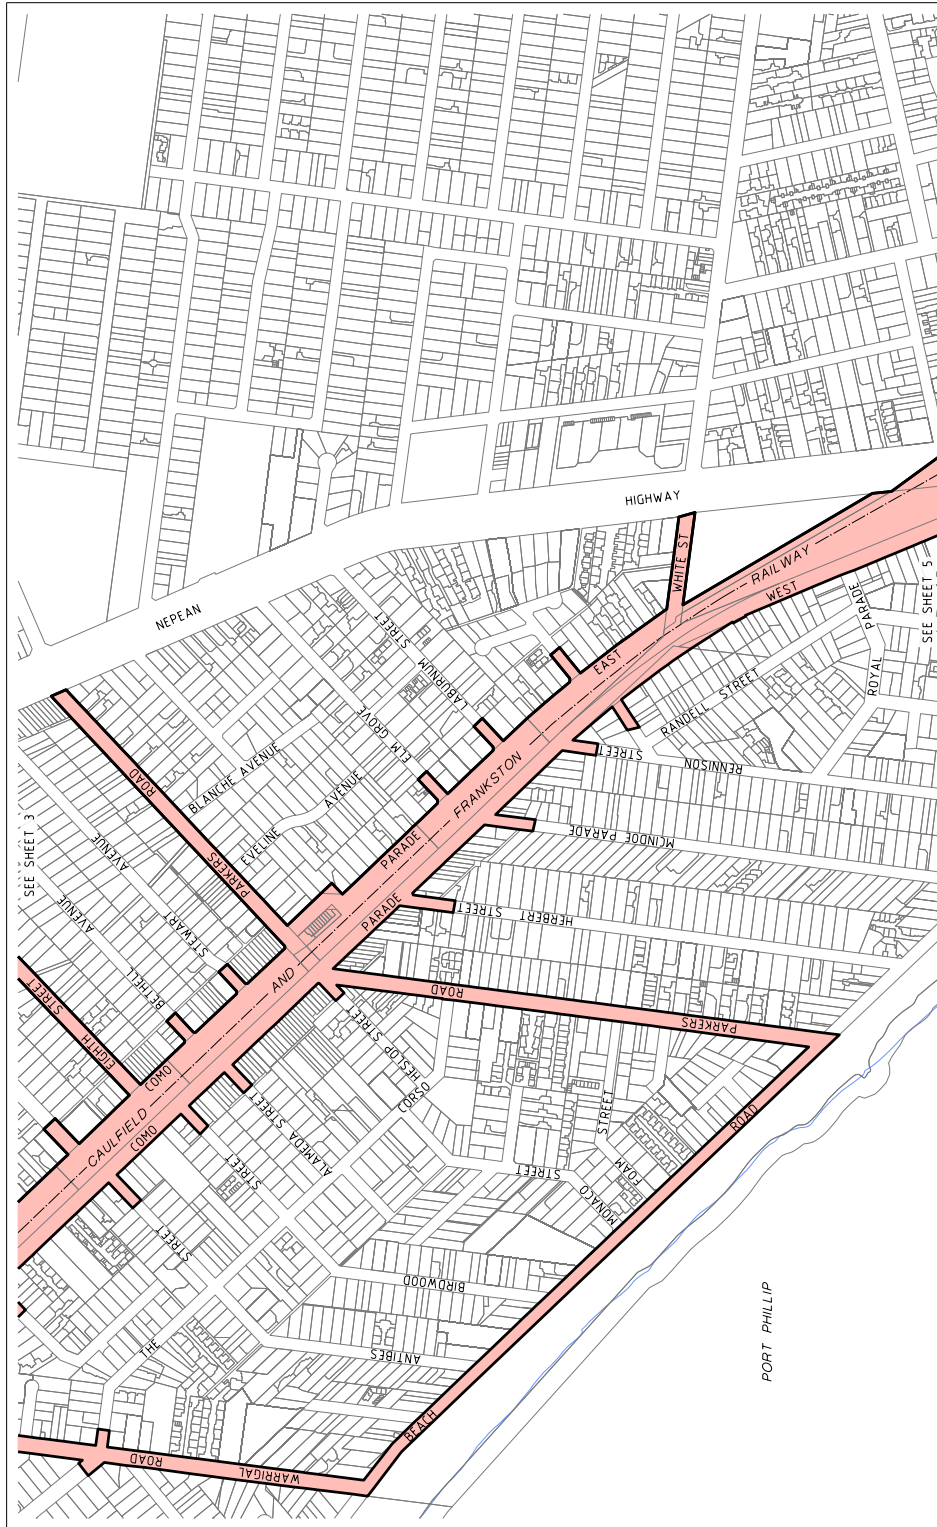 HIGHWAY
NEPEAN
WHITE ST
RAILWAY
WEST
PARADE
ROYAL
SEE SHEET 5
EAST
RANDELL STREET
STREET
LABURNUM
ELM GROVE
BLANCHE AVENUE
EVELINE AVENUE
ROAD
PARKERS
FRANKSTON
RENNISON STREET
MCINDOE PARADE
PARADE
PARADE
HERBERT STREET
SEE SHEET 3
AVENUE
STEWART
AVENUE
BETHELL
AND
STREET
EIGHTH
COMO
CAULFIELD
COMO
PARKERS ROAD
HESLOP STREET
CORSO
ALAMEDA STREET
STREET
STREET
THE
STREET
FOAM
STREET
MONACO
ROAD
BIRDWOOD
ANTIBES
BEACH
WARRIGAL ROAD
PORT PHILLIP